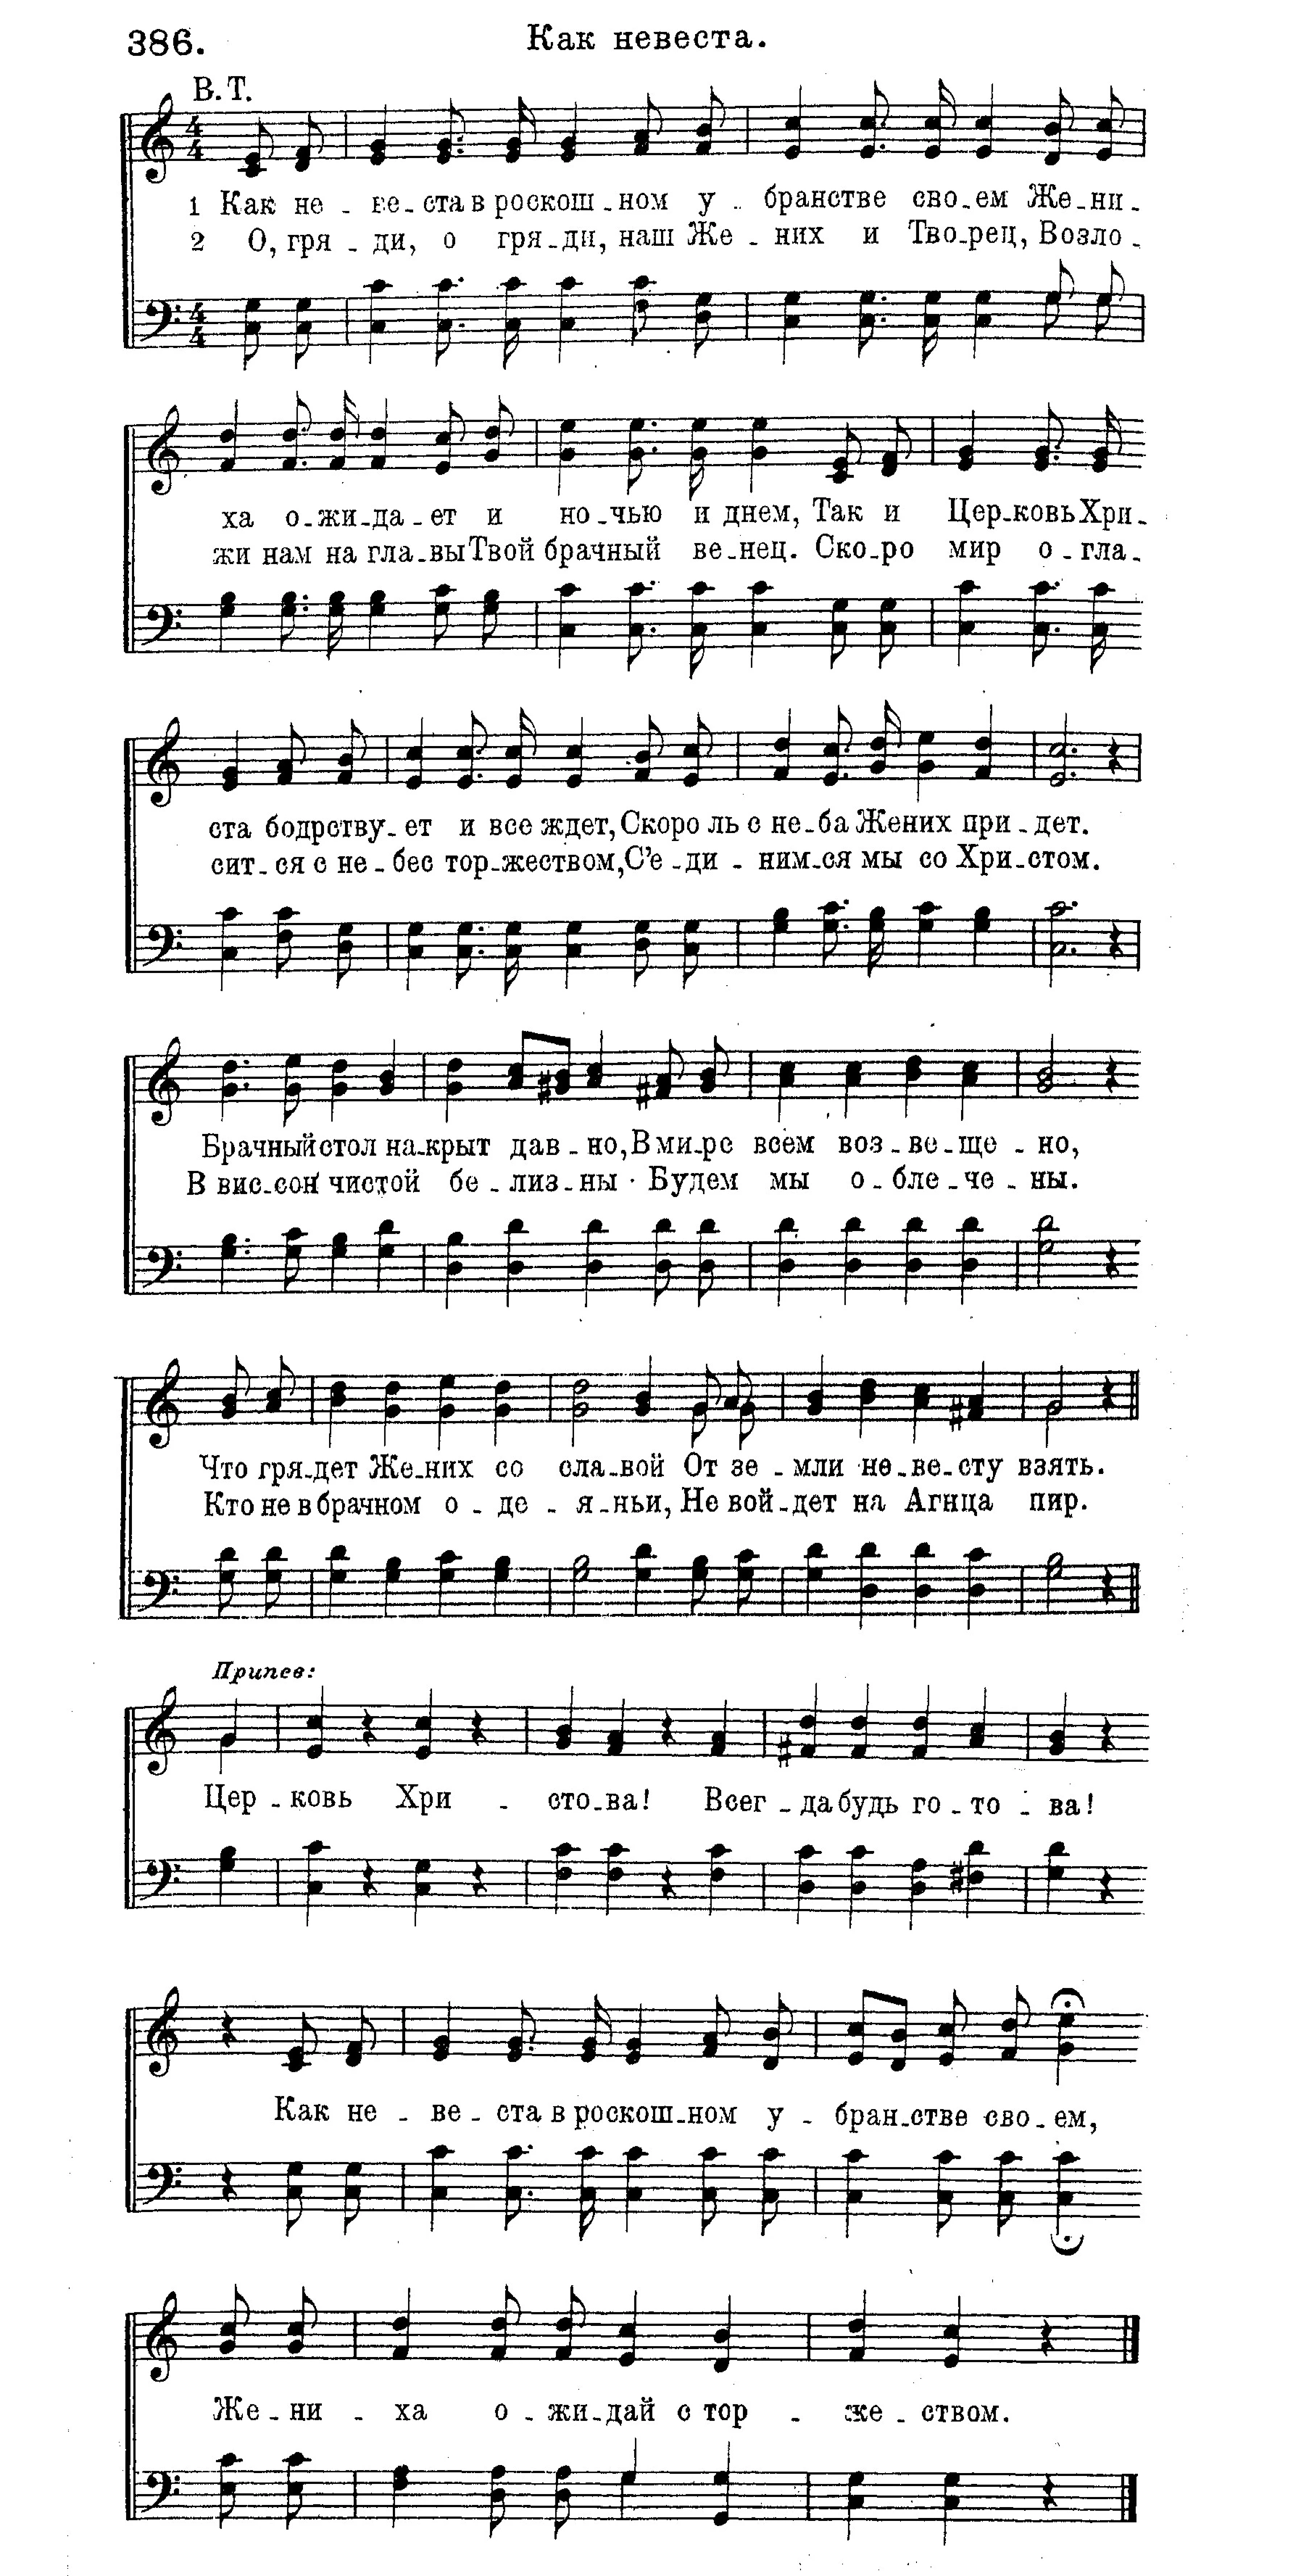 386. Как невеста.
В. Т.
1 Как не - ве - ста в роскош - ном у - бранстве сво - ем Же - ни -
2 О, гря - ди, о гря - ди, наш Же - них и Тво - рец, Возло -
ха о - жи - да - ет и но - чью и днем, Так и Цер - ковь Хри -
жи нам на гла - вы Твой брачный ве - нец. Ско - ро мир о - гла -
ста бодрству - ет и все ждет, Скоро ль с не - ба Жених при - дет.
сит - ся с не - бес тор - жеством, С'е - ди - ним - ся мы со Хри - стом.
Брачный стол на - крыт дав - но, В ми - ре всем воз - ве - ще - но,
В вис - сон чистой бе - лиз - ны Будем мы о - бле - че - ны.
Что гря - дет Же - них со сла - вой От зе - мли не - ве - сту взять.
Кто не в брачном о - де - я - ньи, Не вой - дет на Агнца пир.
Припев:
Цер - ковь Хри - сто - ва! Всег - да будь го - то - ва!
Как не - ве - ста в роскош - ном у - бран - стве сво - ем,
Же - ни - ха о - жи - дай с тор - же - ством.